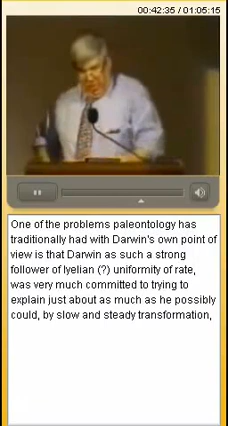 00:42:35 / 01:05:15
One of the problems paleontology has
traditionally had with Darwin's own point of
view is that Darwin as such a strong
follower of lyelian (?) uniformity of rate,
was very much committed to trying to
explain just about as much as he possibly
could, by slow and steady transformation,